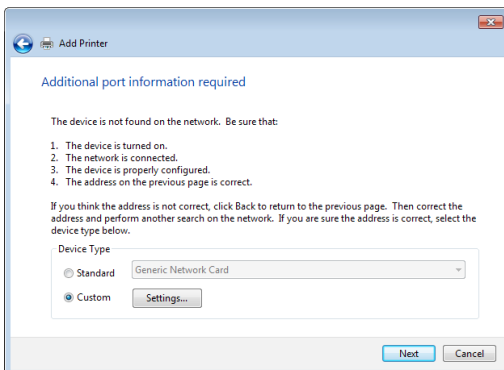 Add Printer
Additional port information required
The device is not found on the network. Be sure that:
1. The device is turned on.
2. The network is connected.
3. The device is properly configured.
4. The address on the previous page is correct.
If you think the address is not correct, click Back to return to the previous page. Then correct the
address and perform another search on the network. If you are sure the address is correct, select the
device type below.
Device Type
Standard
Generic Network Card
Custom
Settings...
Next
Cancel